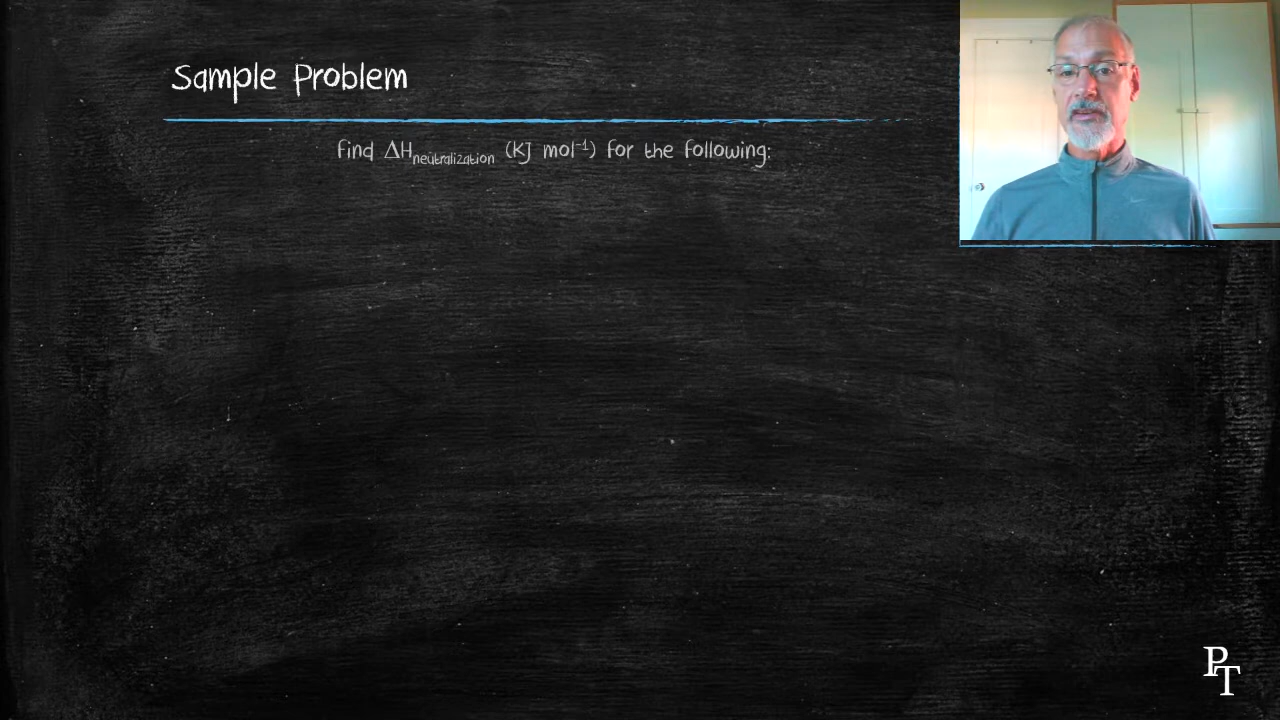 Sample Problem
Find ΔHneutralization (KJ mol⁻¹) for the following:
PT